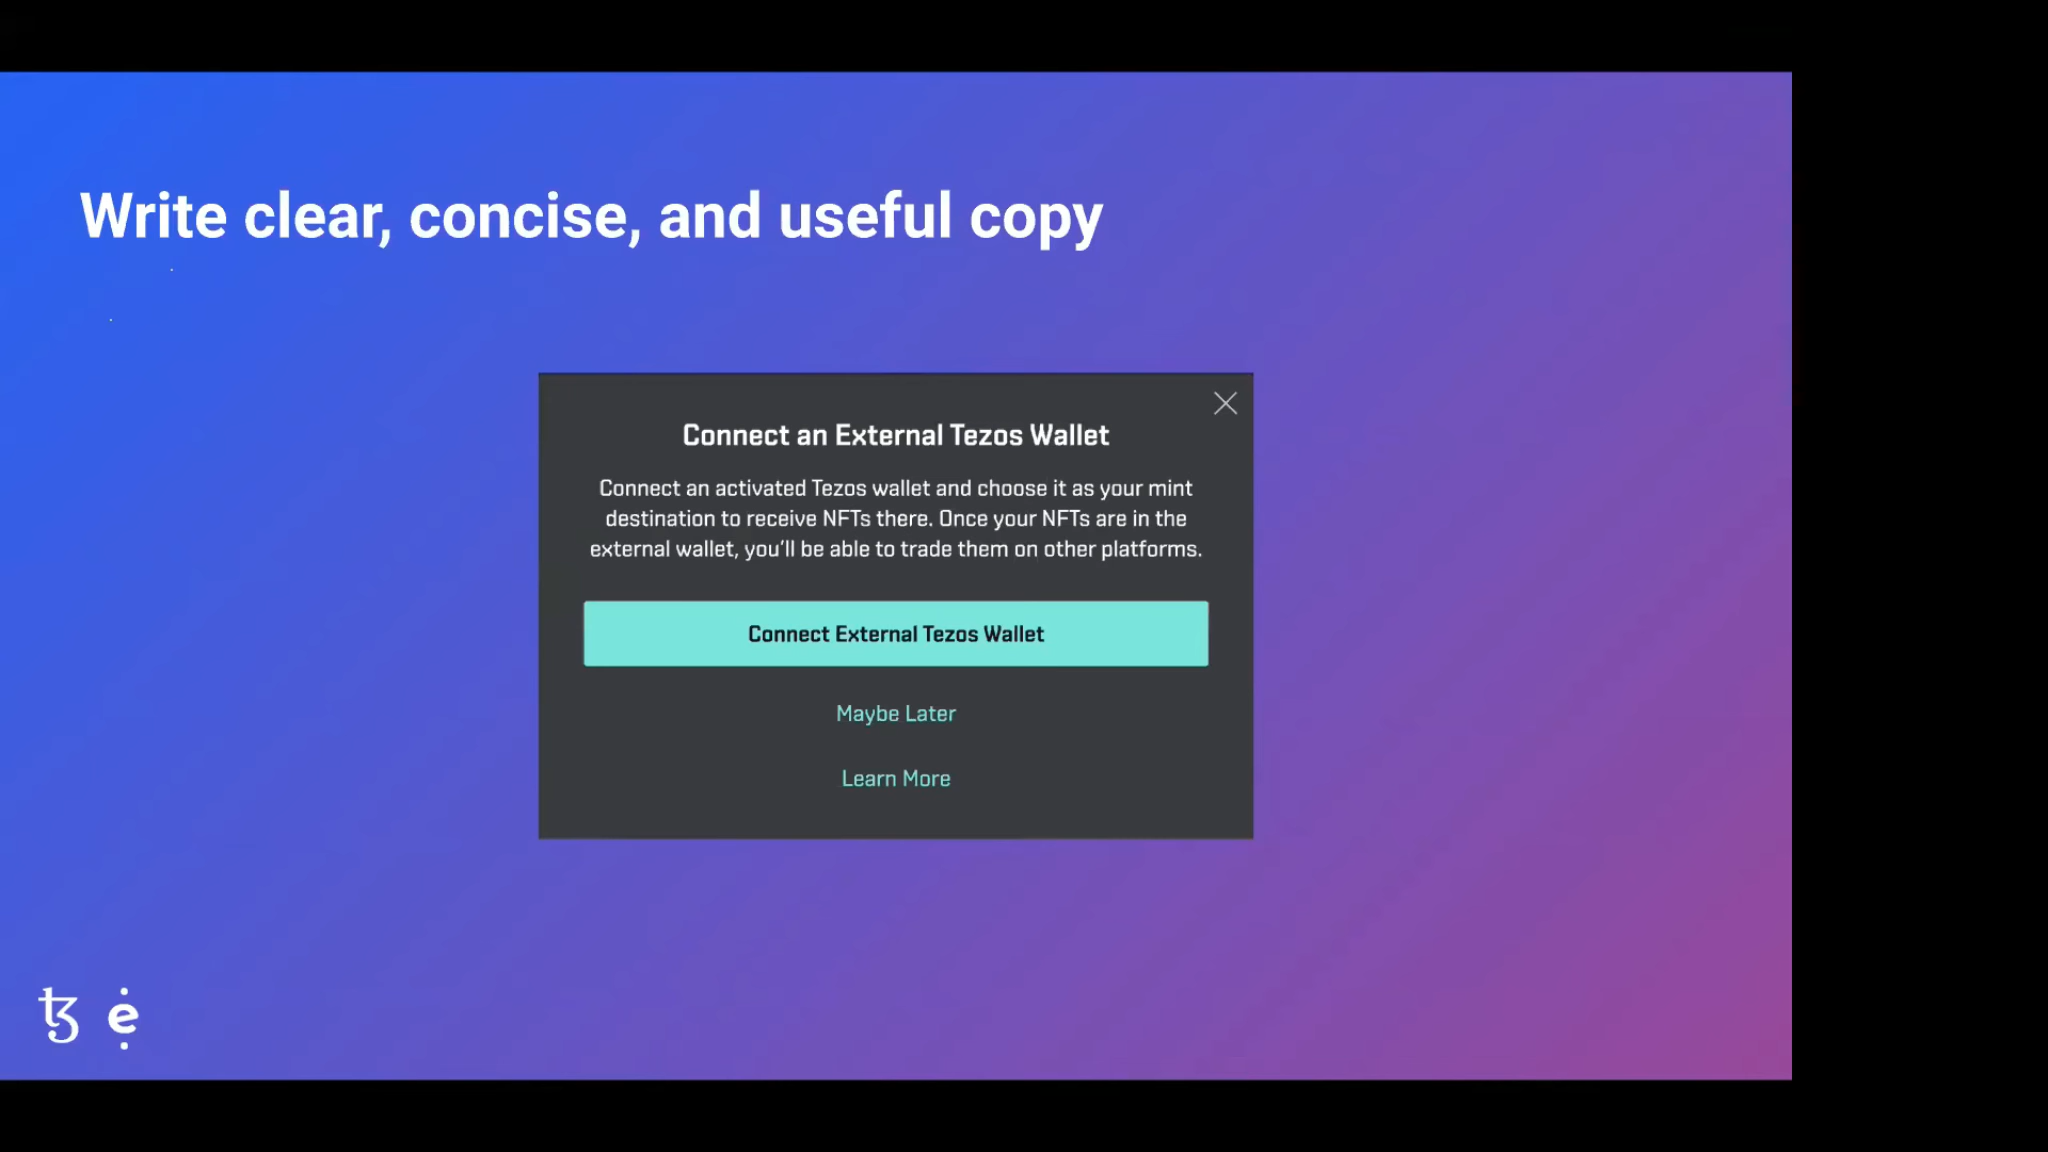 Write clear, concise, and useful copy
Connect an External Tezos Wallet
Connect an activated Tezos wallet and choose it as your mint
destination to receive NFTs there. Once your NFTs are in the
external wallet, you'll be able to trade them on other platforms.
Connect External Tezos Wallet
Maybe Later
Learn More
ꜩ ė